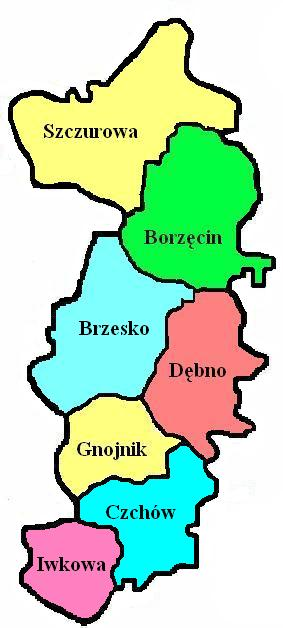 Szczurowa
Borzęcin
Brzesko
Dębno
Gnojnik
Czchów
Iwkowa